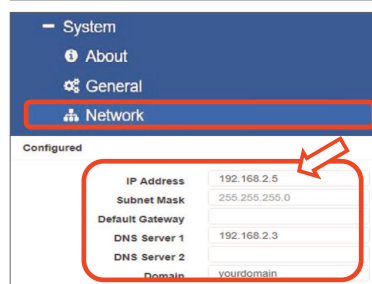 − System
About
General
Network
Configured
IP Address 192.168.2.5
Subnet Mask 255.255.255.0
Default Gateway
DNS Server 1 192.168.2.3
DNS Server 2
Domain yourdomain